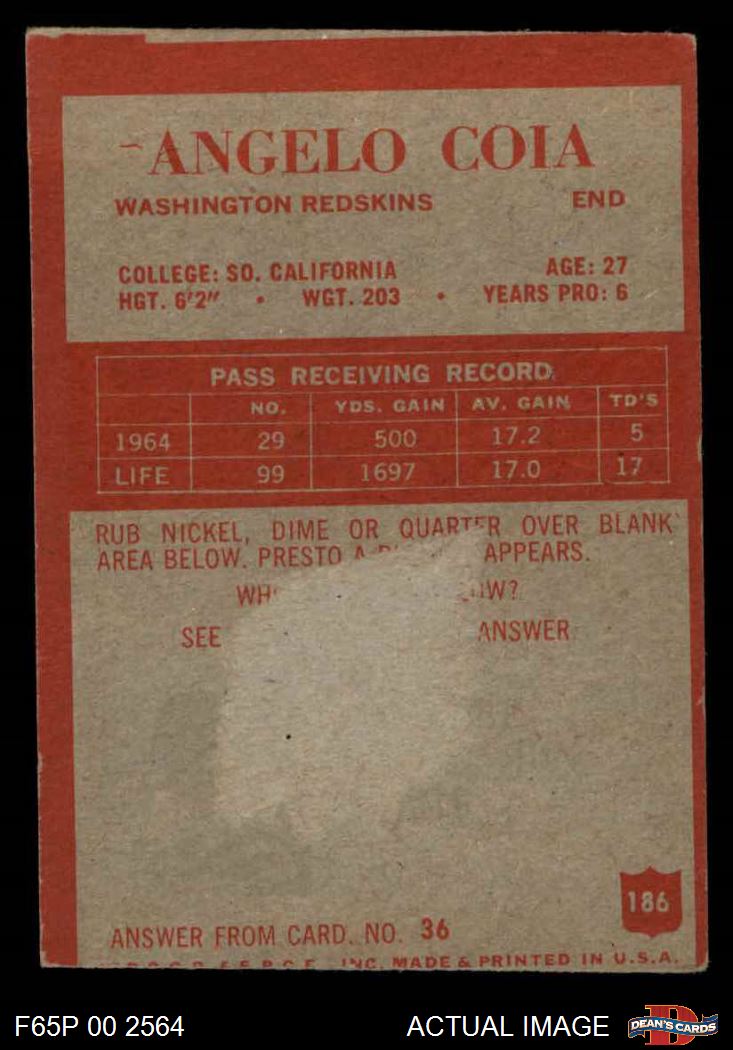 ANGELO COIA
WASHINGTON REDSKINS END
COLLEGE: SO. CALIFORNIA AGE: 27
HGT. 6'2" • WGT. 203 • YEARS PRO: 6
PASS RECEIVING RECORD
NO. YDS. GAIN AV. GAIN TD'S
1964 29 500 17.2 5
LIFE 99 1697 17.0 17
RUB NICKEL, DIME OR QUARTER OVER BLANK
AREA BELOW. PRESTO A APPEARS.
SEE ANSWER
186
ANSWER FROM CARD. NO. 36
INC. MADE & PRINTED IN U.S.A.
F65P 00 2564 ACTUAL IMAGE D DEAN'S CARDS